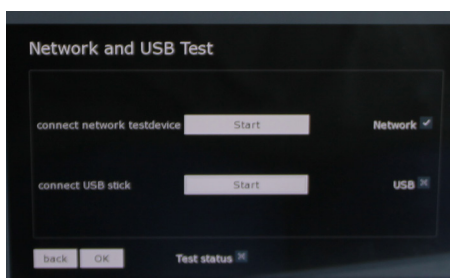 Network and USB Test
connect network testdevice Start Network
connect USB stick Start USB
back OK Test status